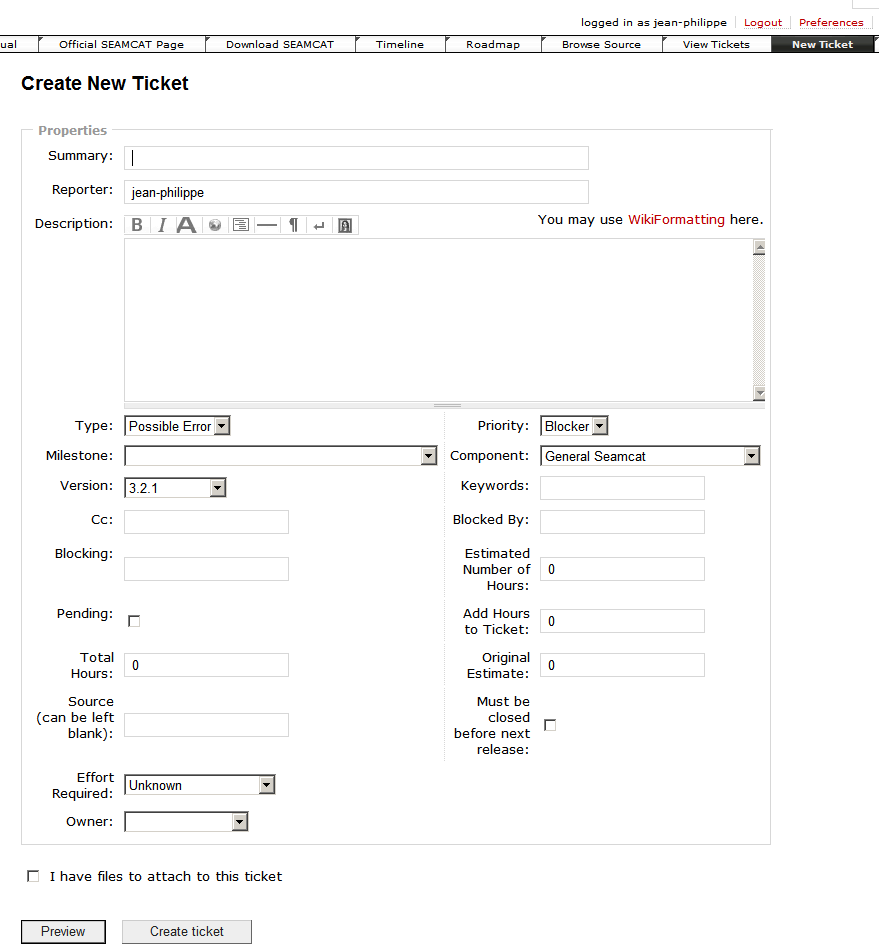 logged in as jean-philippe Logout Preferences
ual Official SEAMCAT Page Download SEAMCAT Timeline Roadmap Browse Source View Tickets New Ticket
Create New Ticket
Properties
Summary:
Reporter: jean-philippe
Description: B I A ¶ You may use WikiFormatting here.
Type: Possible Error Priority: Blocker
Milestone: Component: General Seamcat
Version: 3.2.1 Keywords:
Cc: Blocked By:
Blocking: Estimated
Number of
Hours: 0
Pending: Add Hours
to Ticket: 0
Total
Hours: 0
Original
Estimate: 0
Source
(can be left
blank):
Must be
closed
before next
release:
Effort
Required: Unknown
Owner:
I have files to attach to this ticket
Preview Create ticket